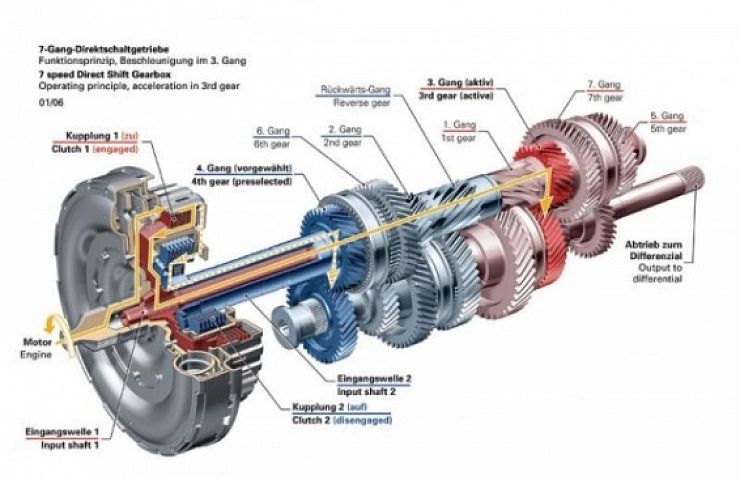 7-Gang-Direktschaltgetriebe
Funktionsprinzip, Beschleunigung im 3. Gang
7 speed Direct Shift Gearbox
Operating principle, acceleration in 3rd gear
01/06
Kupplung 1 (zu)
Clutch 1 (engaged)
6. Gang
6th gear
4. Gang (vorgewählt)
4th gear (preselected)
Rückwärts-Gang
Reverse gear
2. Gang
2nd gear
3. Gang (aktiv)
3rd gear (active)
1. Gang
1st gear
7. Gang
7th gear
5. Gang
5th gear
Abtrieb zum
Differenzial
Output to
differential
Motor
Engine
Eingangswelle 2
Input shaft 2
Kupplung 2 (auf)
Clutch 2 (disengaged)
Eingangswelle 1
Input shaft 1